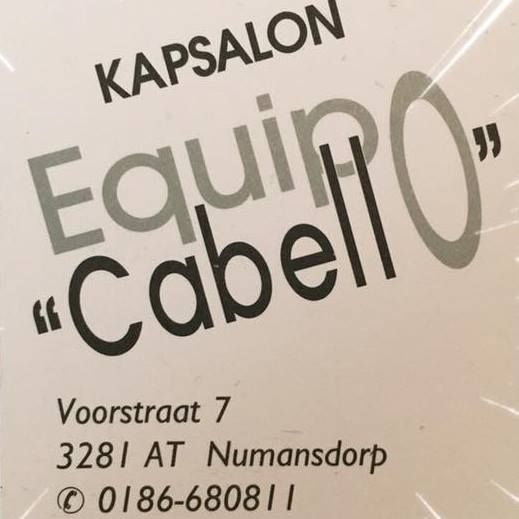 KAPSALON
Equipo
“Cabello”
Voorstraat 7
3281 AT Numansdorp
✆ 0186-680811